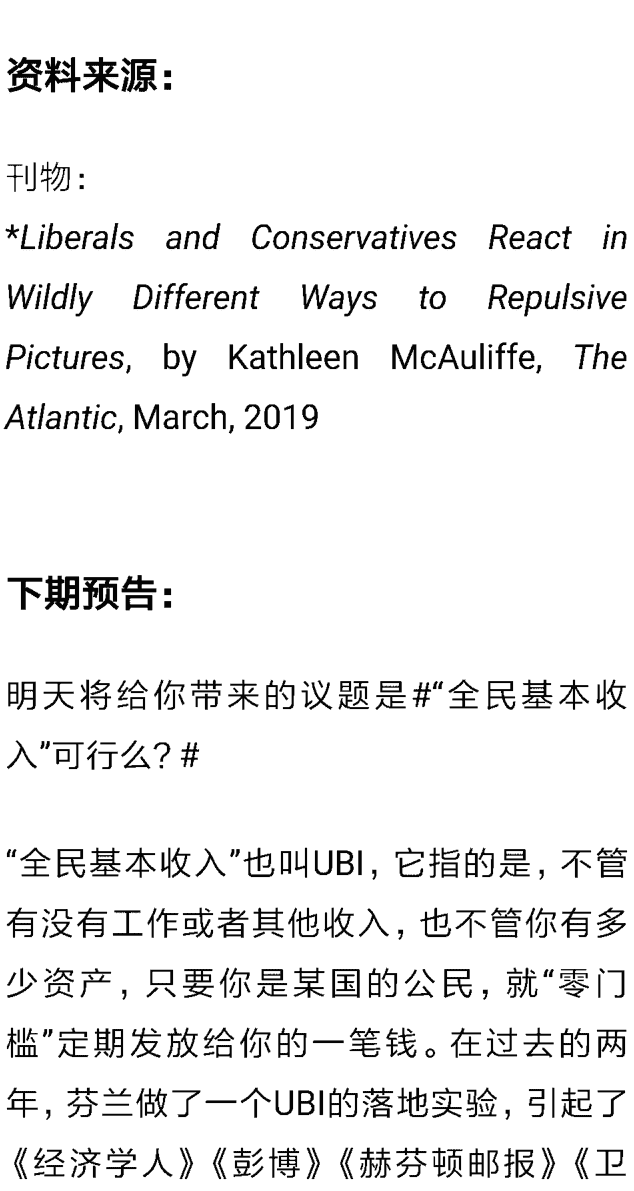 资料来源：
刊物：
*Liberals and Conservatives React in
Wildly Different Ways to Repulsive
Pictures, by Kathleen McAuliffe, The
Atlantic, March, 2019
下期预告：
明天将给你带来的议题是#“全民基本收
入”可行么？#
“全民基本收入”也叫UBI，它指的是，不管
有没有工作或者其他收入，也不管你有多
少资产，只要你是某国的公民，就“零门
槛”定期发放给你的一笔钱。在过去的两
年，芬兰做了一个UBI的落地实验，引起了
《经济学人》《彭博》《赫芬顿邮报》《卫